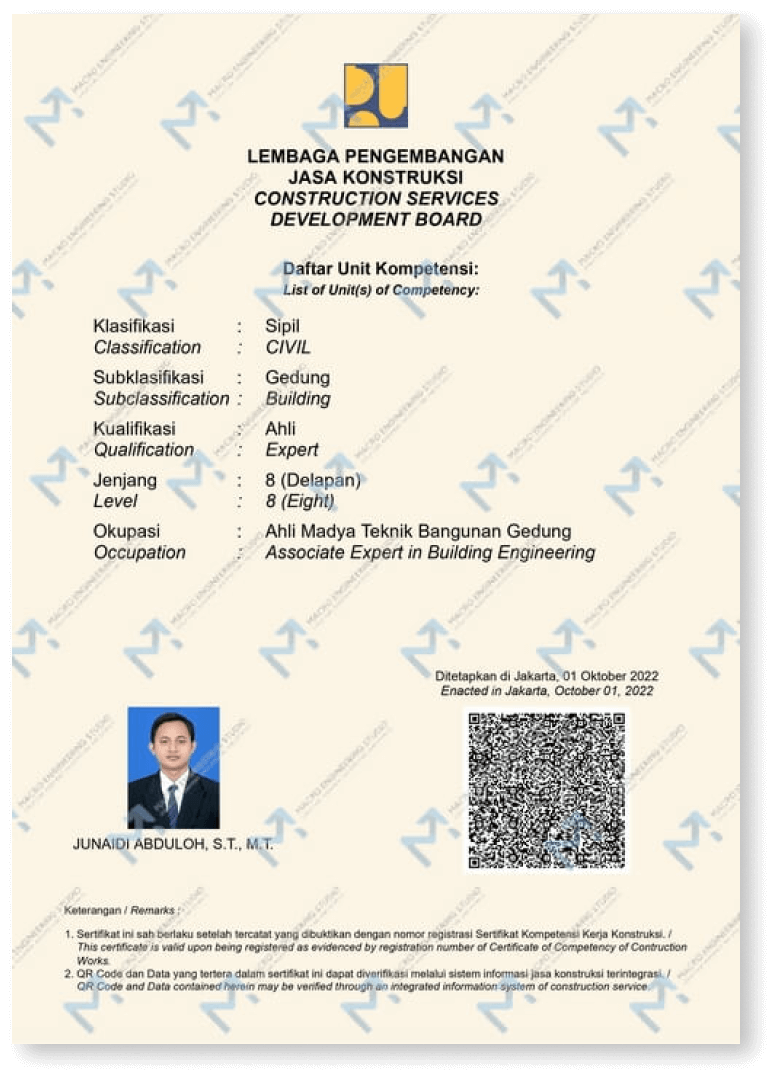 LEMBAGA PENGEMBANGAN
JASA KONSTRUKSI
CONSTRUCTION SERVICES
DEVELOPMENT BOARD
Daftar Unit Kompetensi:
List of Unit(s) of Competency:
Klasifikasi : Sipil
Classification : CIVIL
Subklasifikasi : Gedung
Subclassification : Building
Kualifikasi : Ahli
Qualification : Expert
Jenjang : 8 (Delapan)
Level : 8 (Eight)
Okupasi : Ahli Madya Teknik Bangunan Gedung
Occupation : Associate Expert in Building Engineering
Ditetapkan di Jakarta, 01 Oktober 2022
Enacted in Jakarta, October 01, 2022
JUNAIDI ABDULOH, S.T., M.T.
Keterangan / Remarks :
1. Sertifikat ini sah berlaku setelah tercatat yang dibuktikan dengan nomor registrasi Sertifikat Kompetensi Kerja Konstruksi. /
This certificate is valid upon being registered as evidenced by registration number of Certificate of Competency of Contruction
Works.
2. QR Code dan Data yang tertera dalam sertifikat ini dapat diverifikasi melalui sistem informasi jasa konstruksi terintegrasi. /
QR Code and Data contained herein may be verified through an integrated information system of construction service.
MACRO ENGINEERING STUDIO